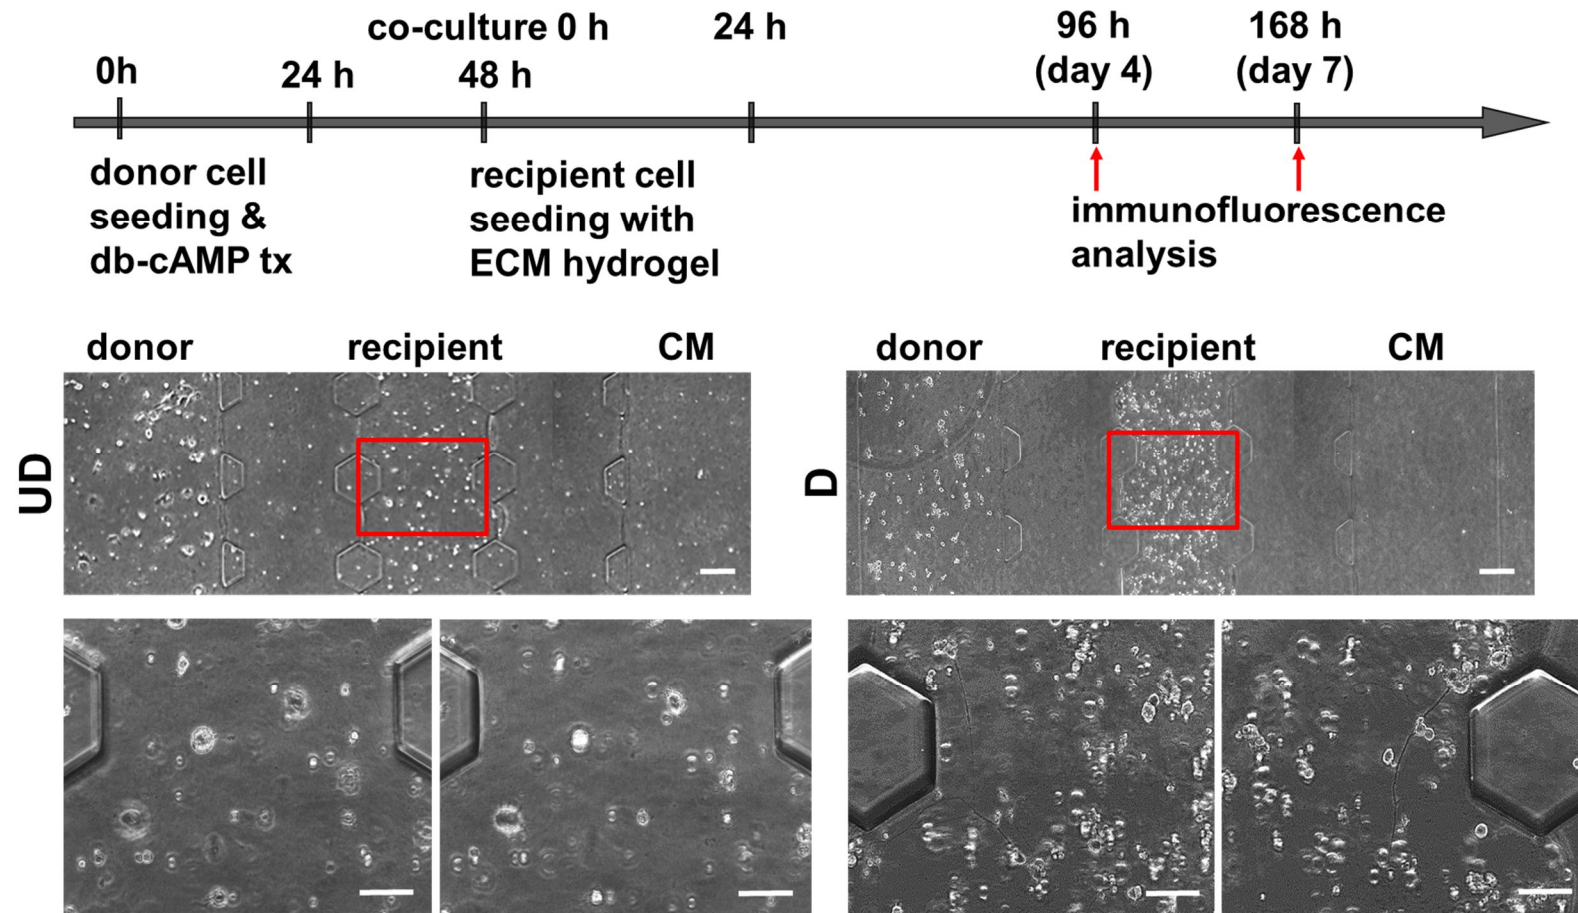 co-culture 0 h
24 h
96 h
168 h
0h
24 h
48 h
(day 4)
(day 7)
donor cell
seeding &
db-cAMP tx
recipient cell
seeding with
ECM hydrogel
immunofluorescence
analysis
donor
recipient
CM
donor
recipient
CM
UD
D